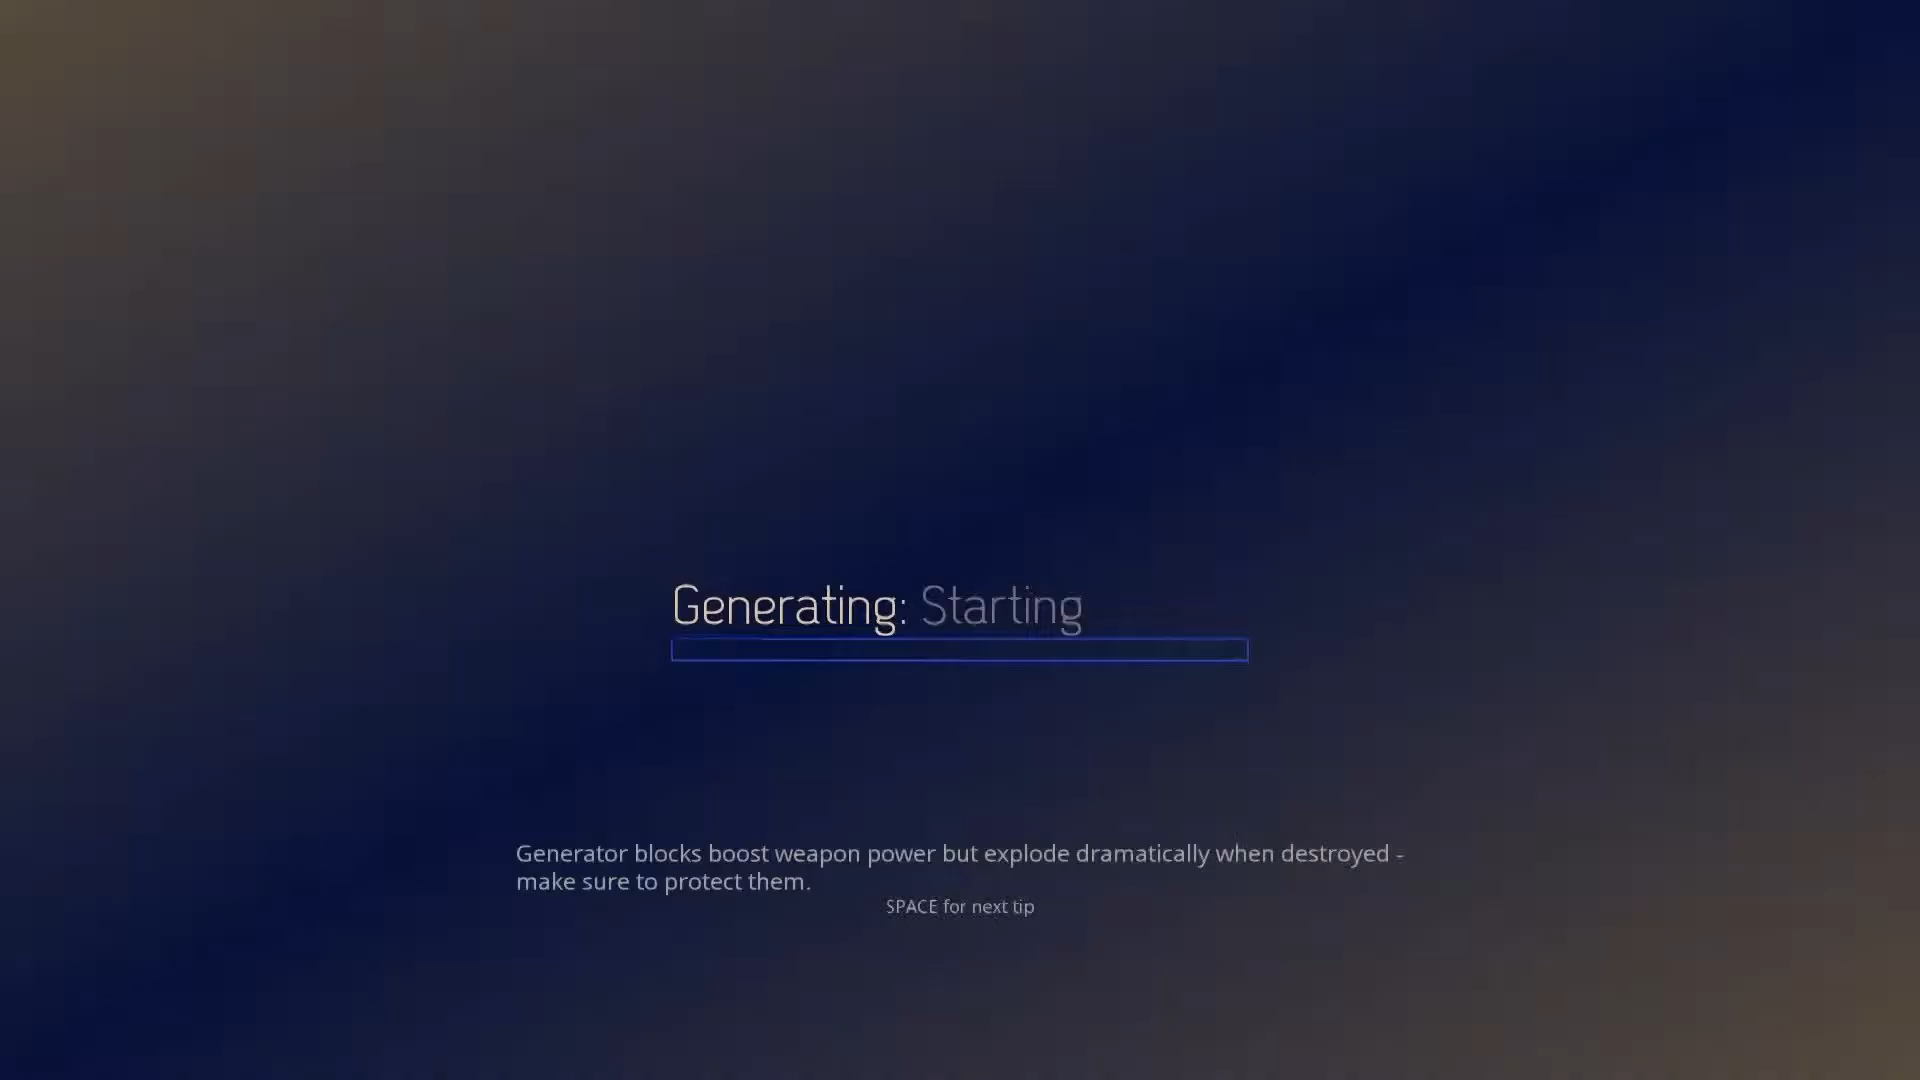 Generating: Starting
Generator blocks boost weapon power but explode dramatically when destroyed -
make sure to protect them.
SPACE for next tip